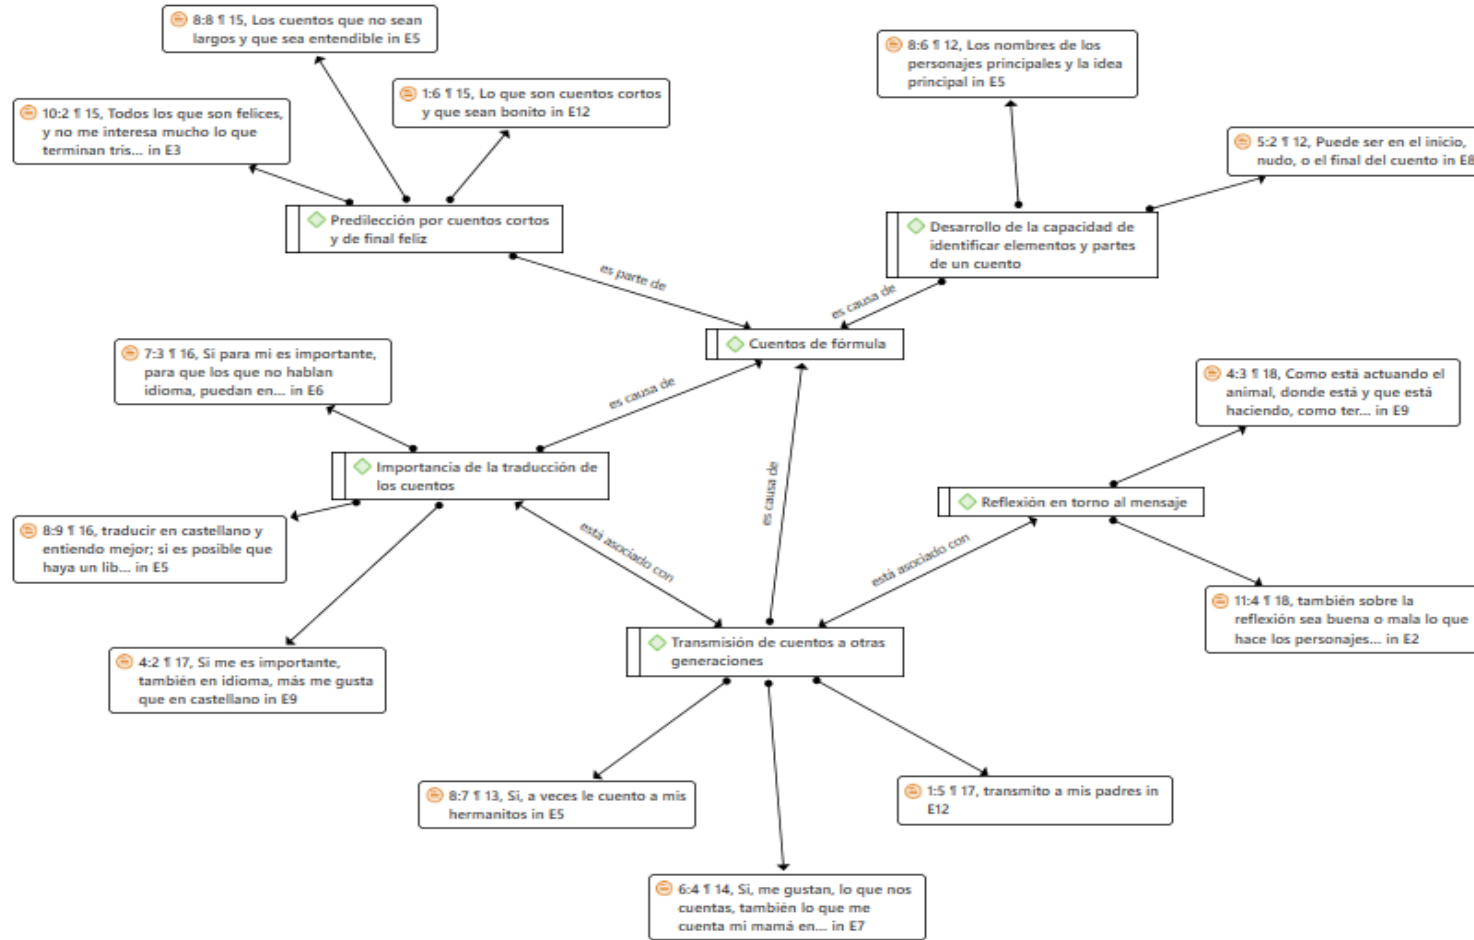 8:8 ¶ 15, Los cuentos que no sean
largos y que sea entendible in E5
8:6 ¶ 12, Los nombres de los
personajes principales y la idea
principal in E5
1:6 ¶ 15, Lo que son cuentos cortos
y que sean bonito in E12
10:2 ¶ 15, Todos los que son felices,
y no me interesa mucho lo que
terminan tris... in E3
5:2 ¶ 12, Puede ser en el inicio,
nudo, o el final del cuento in E8
Predilección por cuentos cortos
y de final feliz
Desarrollo de la capacidad de
identificar elementos y partes
de un cuento
es parte de
es causa de
Cuentos de fórmula
7:3 ¶ 16, Si para mi es importante,
para que los que no hablan
idioma, puedan en... in E6
es causa de
4:3 ¶ 18, Como está actuando el
animal, donde está y que está
haciendo, como ter... in E9
Importancia de la traducción de
los cuentos
es causa de
Reflexión en torno al mensaje
8:9 ¶ 16, traducir en castellano y
entiendo mejor; si es posible que
haya un lib... in E5
está asociado con
está asociado con
11:4 ¶ 18, también sobre la
reflexión sea buena o mala lo que
hace los personajes... in E2
Transmisión de cuentos a otras
generaciones
4:2 ¶ 17, Si me es importante,
también en idioma, más me gusta
que en castellano in E9
8:7 ¶ 13, Si, a veces le cuento a mis
hermanitos in E5
1:5 ¶ 17, transmito a mis padres in
E12
6:4 ¶ 14, Si, me gustan, lo que nos
cuentas, también lo que me
cuenta mi mamá en... in E7